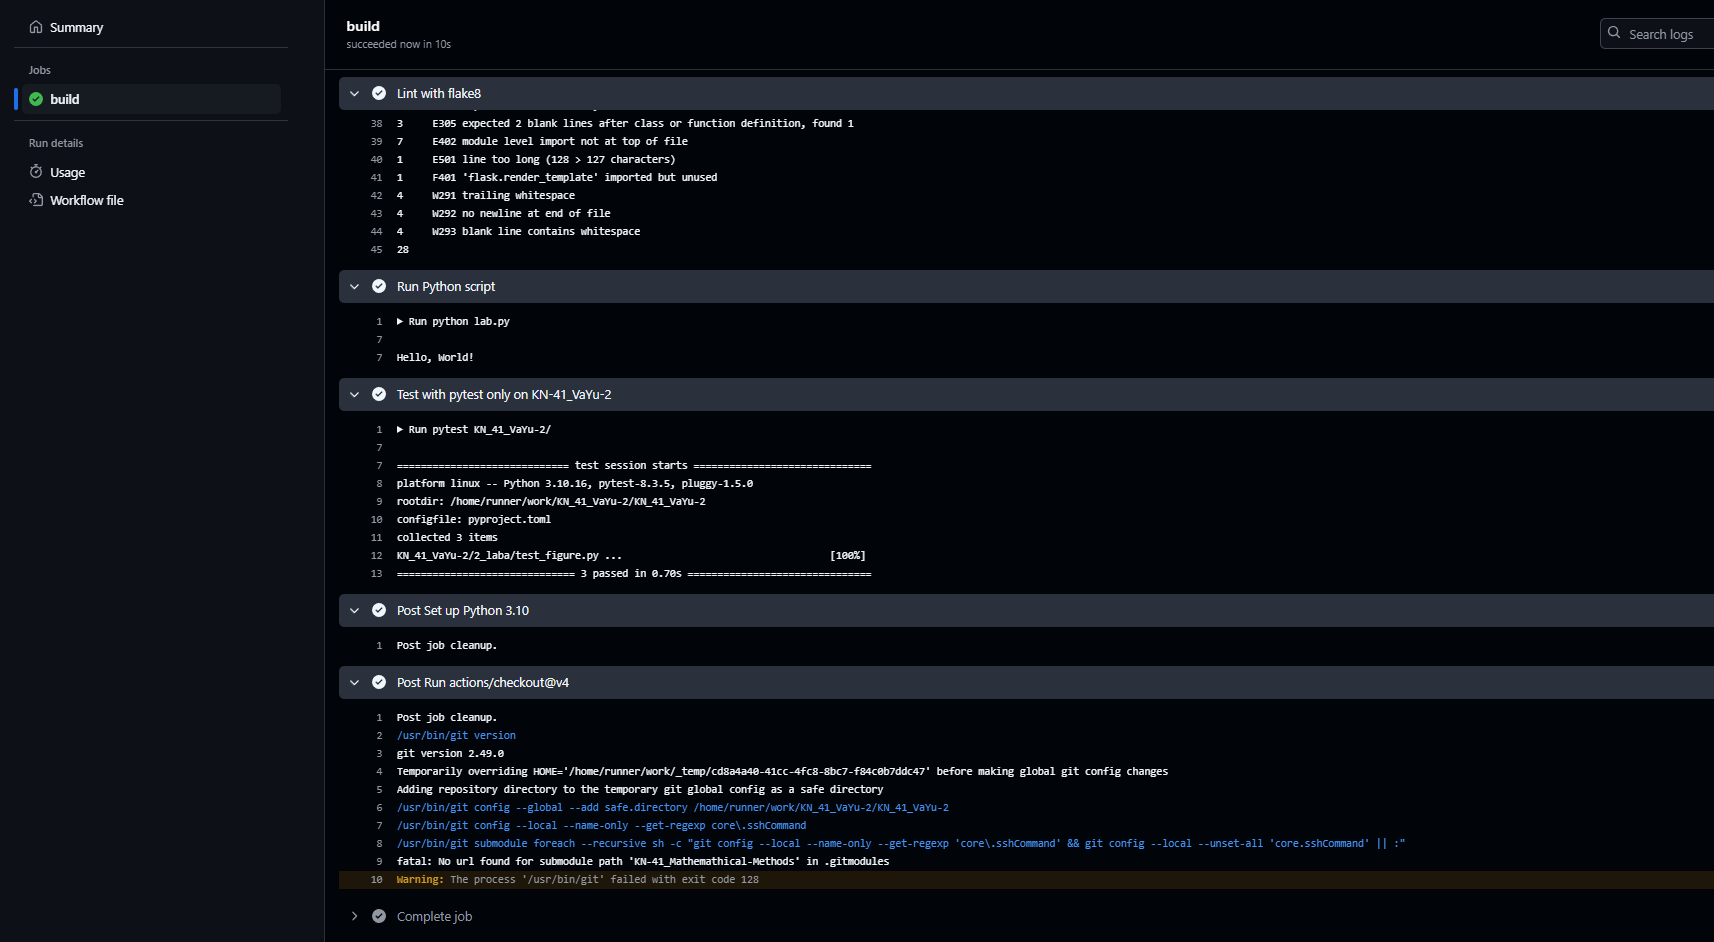 Summary
Jobs
build
Run details
Usage
Workflow file
build
succeeded now in 10s
Search logs
Lint with flake8
38 3 E305 expected 2 blank lines after class or function definition, found 1
39 7 E402 module level import not at top of file
40 1 E501 line too long (128 > 127 characters)
41 1 F401 'flask.render_template' imported but unused
42 4 W291 trailing whitespace
43 4 W292 no newline at end of file
44 4 W293 blank line contains whitespace
45 28
Run Python script
1 ▶ Run python lab.py
7
7 Hello, World!
Test with pytest only on KN-41_VaYu-2
1 ▶ Run pytest KN_41_VaYu-2/
7
7 ============================= test session starts ==============================
8 platform linux -- Python 3.10.16, pytest-8.3.5, pluggy-1.5.0
9 rootdir: /home/runner/work/KN_41_VaYu-2/KN_41_VaYu-2
10 configfile: pyproject.toml
11 collected 3 items
12 KN_41_VaYu-2/2_laba/test_figure.py ... [100%]
13 ============================== 3 passed in 0.70s ===============================
Post Set up Python 3.10
1 Post job cleanup.
Post Run actions/checkout@v4
1 Post job cleanup.
2 /usr/bin/git version
3 git version 2.49.0
4 Temporarily overriding HOME='/home/runner/work/_temp/cd8a4a40-41cc-4fc8-8bc7-f84c0b7ddc47' before making global git config changes
5 Adding repository directory to the temporary git global config as a safe directory
6 /usr/bin/git config --global --add safe.directory /home/runner/work/KN_41_VaYu-2/KN_41_VaYu-2
7 /usr/bin/git config --local --name-only --get-regexp core\.sshCommand
8 /usr/bin/git submodule foreach --recursive sh -c "git config --local --name-only --get-regexp 'core\.sshCommand' && git config --local --unset-all 'core.sshCommand' || :"
9 fatal: No url found for submodule path 'KN-41_Mathemathical-Methods' in .gitmodules
10 Warning: The process '/usr/bin/git' failed with exit code 128
Complete job